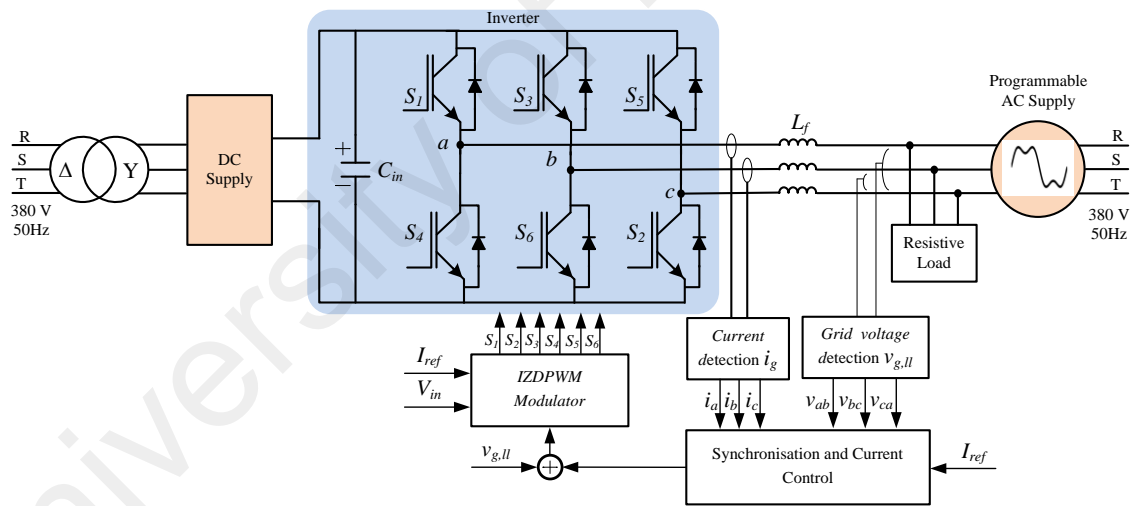 University of
Inverter
R
S
T
380 V
50Hz
Δ
Y
DC
Supply
+
−
C_in
S_1
S_3
S_5
a
b
c
S_4
S_6
S_2
L_f
Programmable
AC Supply
R
S
T
380 V
50Hz
Resistive
Load
S_1 S_2 S_3 S_4 S_5 S_6
I_ref
V_in
IZDPWM
Modulator
v_g,ll
+
Current
detection i_g
Grid voltage
detection v_g,ll
i_a i_b i_c
v_ab v_bc v_ca
Synchronisation and Current
Control
I_ref